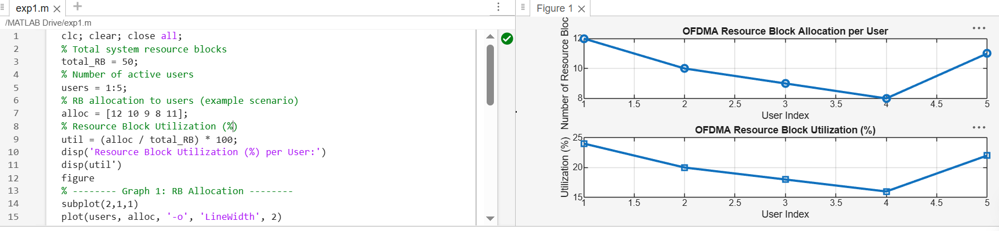 exp1.m
/MATLAB Drive/exp1.m
1 clc; clear; close all;
2 % Total system resource blocks
3 total_RB = 50;
4 % Number of active users
5 users = 1:5;
6 % RB allocation to users (example scenario)
7 alloc = [12 10 9 8 11];
8 % Resource Block Utilization (%)
9 util = (alloc / total_RB) * 100;
10 disp('Resource Block Utilization (%) per User:')
11 disp(util')
12 figure
13 % -------- Graph 1: RB Allocation --------
14 subplot(2,1,1)
15 plot(users, alloc, '-o', 'LineWidth', 2)
Figure 1
OFDMA Resource Block Allocation per User
Number of Resource Bloc
12
10
8
1 1.5 2 2.5 3 3.5 4 4.5 5
User Index
OFDMA Resource Block Utilization (%)
Utilization (%)
25
20
15
1 1.5 2 2.5 3 3.5 4 4.5 5
User Index